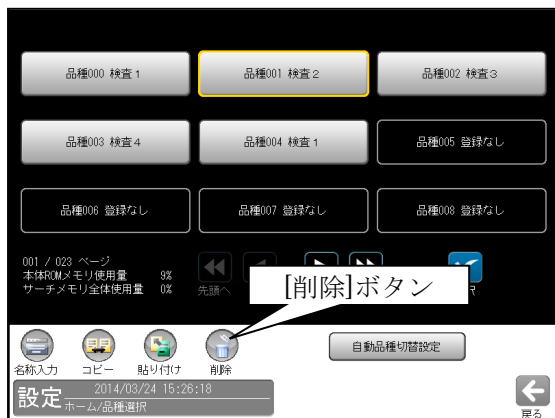 品種000 検査1
品種001 検査2
品種002 検査3
品種003 検査4
品種004 検査1
品種005 登録なし
品種006 登録なし
品種007 登録なし
品種008 登録なし
001 / 023 ページ
本体ROMメモリ使用量 9%
サーチメモリ全体使用量 0%
先頭へ
[削除]ボタン
名称入力
コピー
貼り付け
削除
自動品種切替設定
設定
2014/03/24 15:26:18
ホーム/品種選択
戻る